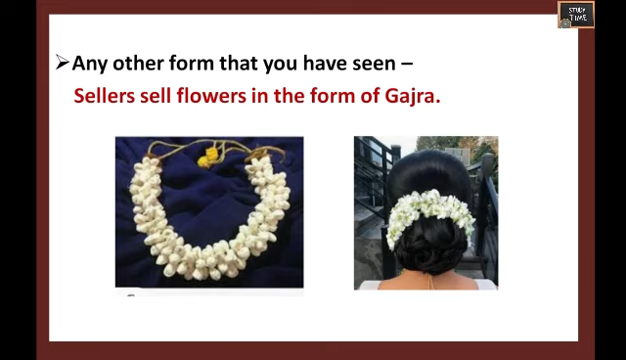 STUDY
TIME
Any other form that you have seen –
Sellers sell flowers in the form of Gajra.